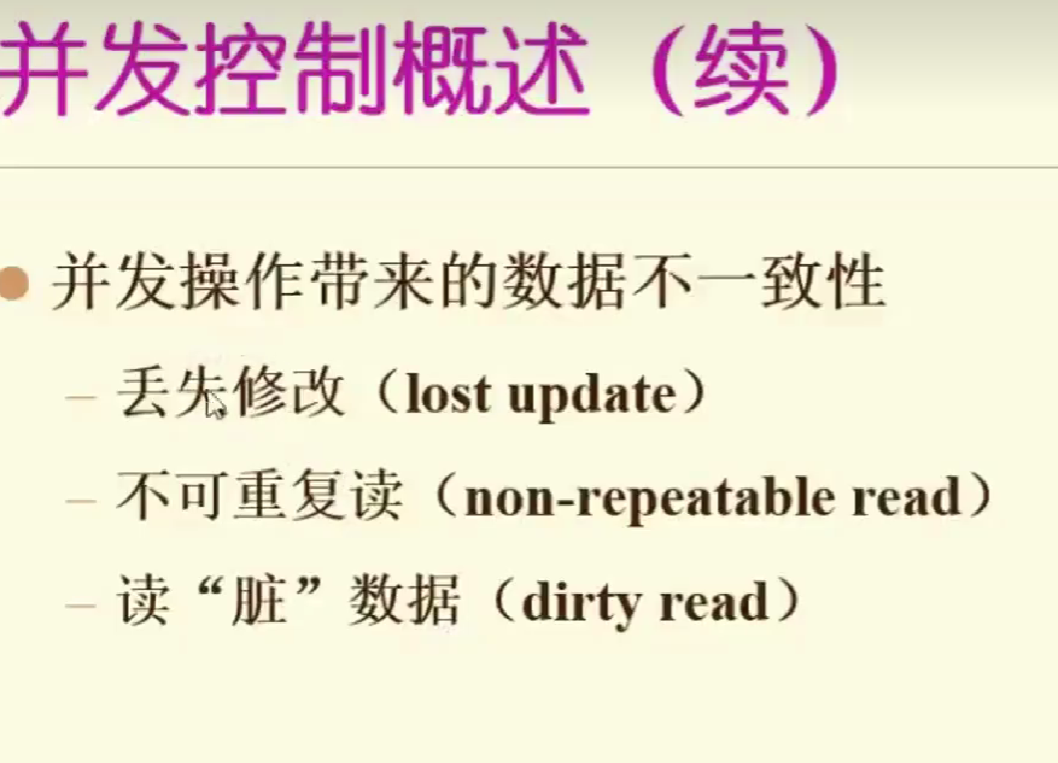 并发控制概述（续）
并发操作带来的数据不一致性
– 丢失修改（lost update）
– 不可重复读（non-repeatable read）
– 读“脏”数据（dirty read）